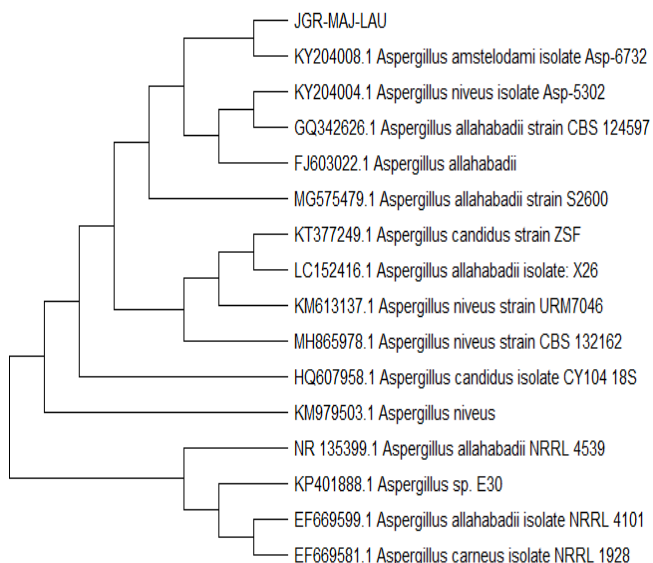 JGR-MAJ-LAU
KY204008.1 Aspergillus amstelodami isolate Asp-6732
KY204004.1 Aspergillus niveus isolate Asp-5302
GQ342626.1 Aspergillus allahabadii strain CBS 124597
FJ603022.1 Aspergillus allahabadii
MG575479.1 Aspergillus allahabadii strain S2600
KT377249.1 Aspergillus candidus strain ZSF
LC152416.1 Aspergillus allahabadii isolate: X26
KM613137.1 Aspergillus niveus strain URM7046
MH865978.1 Aspergillus niveus strain CBS 132162
HQ607958.1 Aspergillus candidus isolate CY104 18S
KM979503.1 Aspergillus niveus
NR 135399.1 Aspergillus allahabadii NRRL 4539
KP401888.1 Aspergillus sp. E30
EF669599.1 Aspergillus allahabadii isolate NRRL 4101
EF669581.1 Aspergillus carneus isolate NRRL 1928